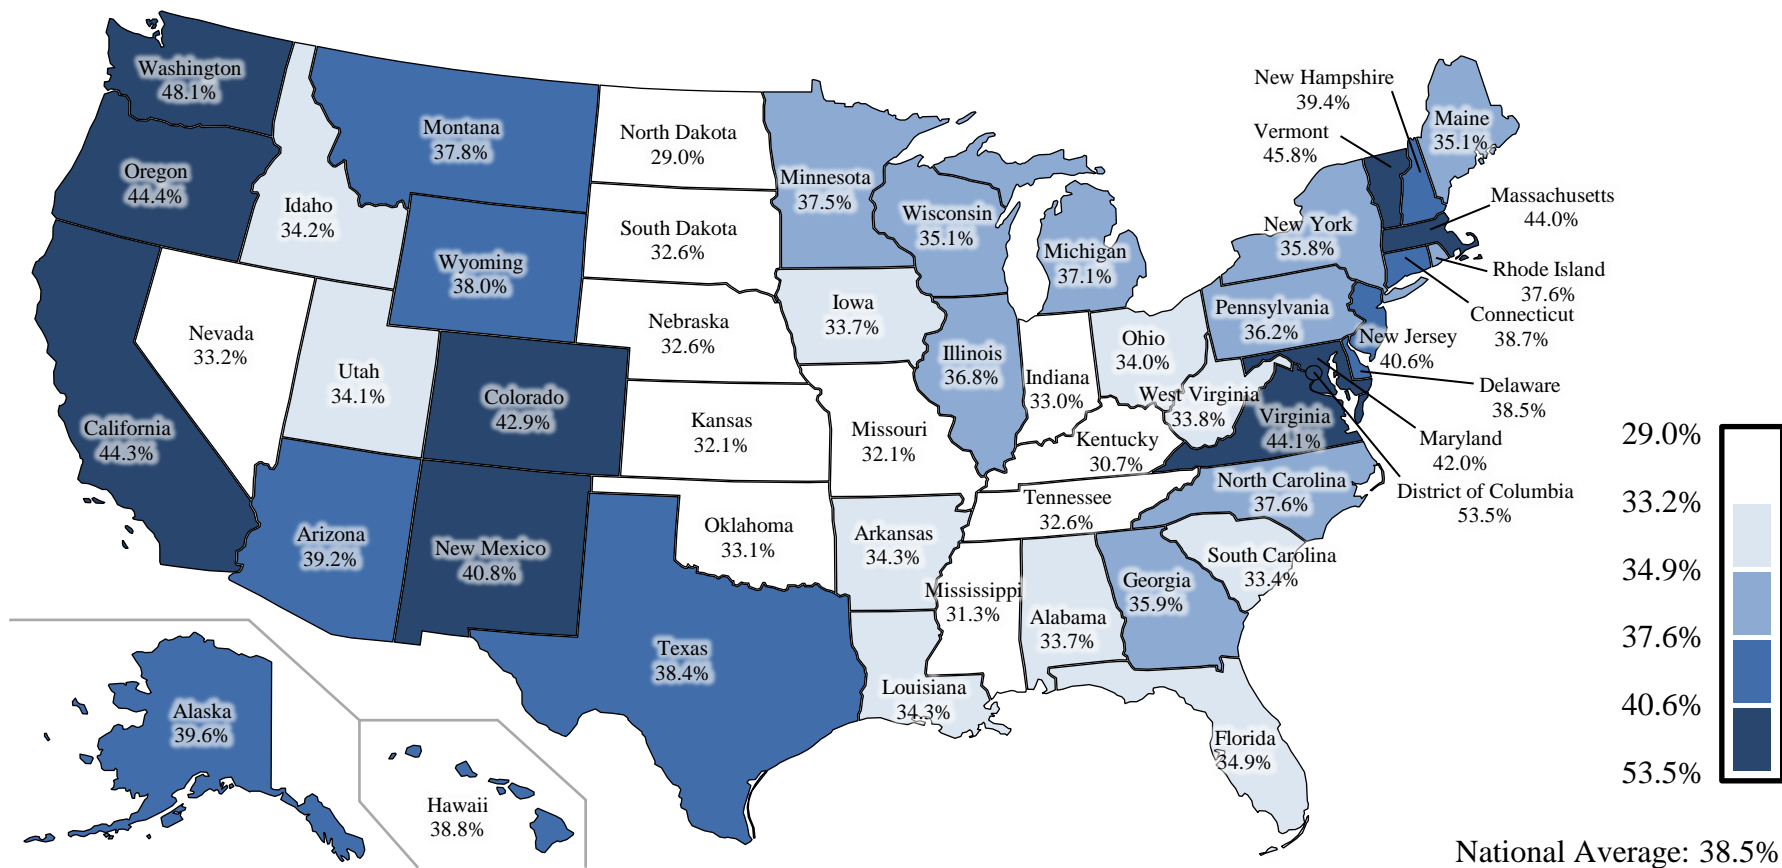 Washington
48.1%
Oregon
44.4%
California
44.3%
Idaho
34.2%
Nevada
33.2%
Utah
34.1%
Arizona
39.2%
Montana
37.8%
Wyoming
38.0%
Colorado
42.9%
New Mexico
40.8%
North Dakota
29.0%
South Dakota
32.6%
Nebraska
32.6%
Kansas
32.1%
Oklahoma
33.1%
Texas
38.4%
Minnesota
37.5%
Iowa
33.7%
Missouri
32.1%
Arkansas
34.3%
Louisiana
34.3%
Wisconsin
35.1%
Illinois
36.8%
Michigan
37.1%
Indiana
33.0%
Ohio
34.0%
Kentucky
30.7%
Tennessee
32.6%
Mississippi
31.3%
Alabama
33.7%
Georgia
35.9%
Florida
34.9%
South Carolina
33.4%
North Carolina
37.6%
Virginia
44.1%
West Virginia
33.8%
Pennsylvania
36.2%
New York
35.8%
Vermont
45.8%
New Hampshire
39.4%
Maine
35.1%
Massachusetts
44.0%
Rhode Island
37.6%
Connecticut
38.7%
New Jersey
40.6%
Delaware
38.5%
Maryland
42.0%
District of Columbia
53.5%
Alaska
39.6%
Hawaii
38.8%
29.0%
33.2%
34.9%
37.6%
40.6%
53.5%
National Average: 38.5%